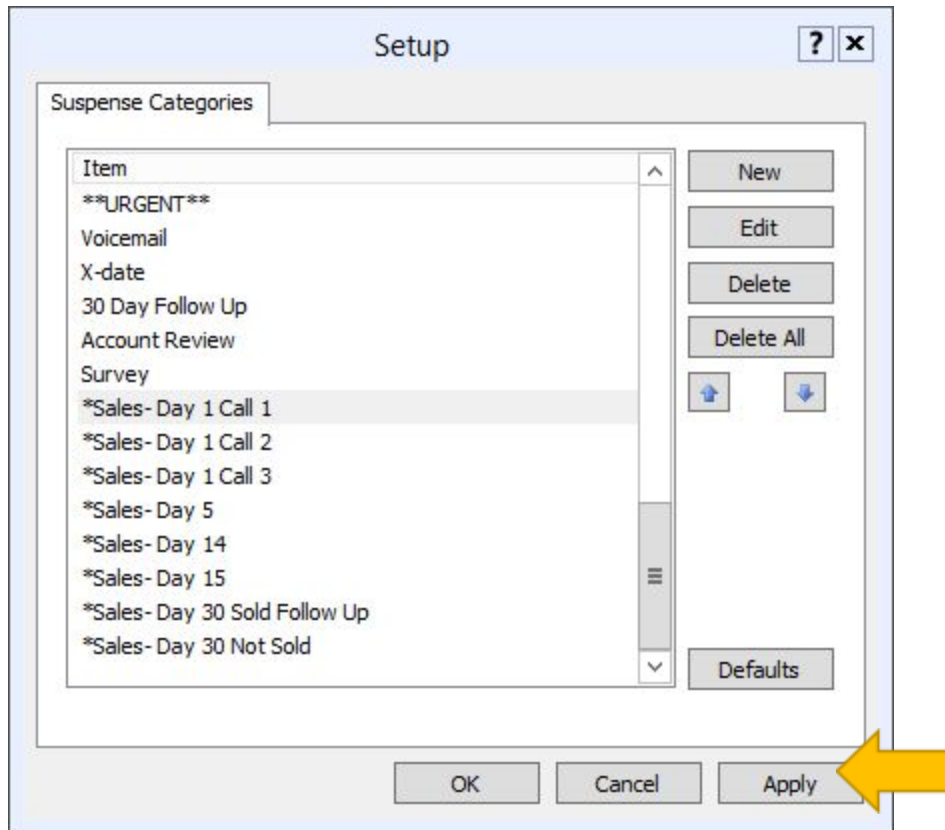 Setup
?
×
Suspense Categories
Item
**URGENT**
Voicemail
X-date
30 Day Follow Up
Account Review
Survey
*Sales- Day 1 Call 1
*Sales- Day 1 Call 2
*Sales- Day 1 Call 3
*Sales- Day 5
*Sales- Day 14
*Sales- Day 15
*Sales- Day 30 Sold Follow Up
*Sales- Day 30 Not Sold
New
Edit
Delete
Delete All
Defaults
OK
Cancel
Apply